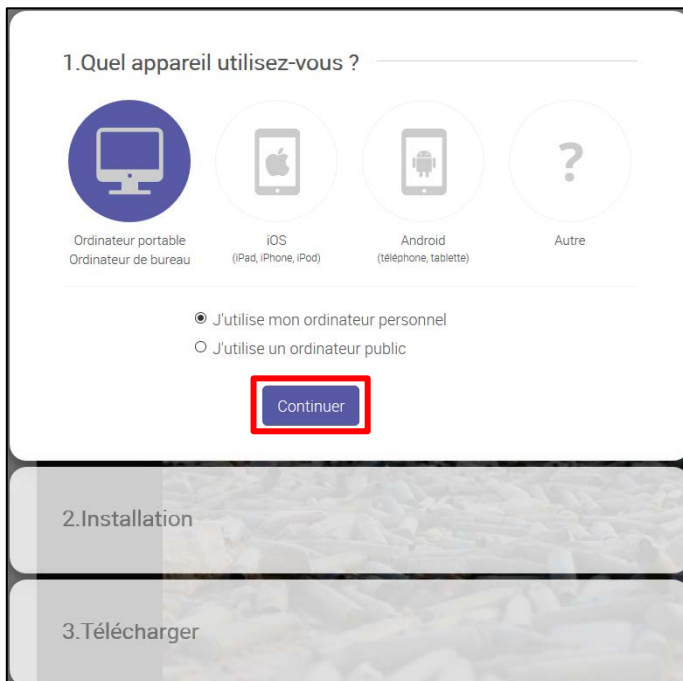 1.Quel appareil utilisez-vous ?
?
Ordinateur portable
Ordinateur de bureau
iOS
(iPad, iPhone, iPod)
Android
(téléphone, tablette)
Autre
J'utilise mon ordinateur personnel
J'utilise un ordinateur public
Continuer
2.Installation
3.Télécharger